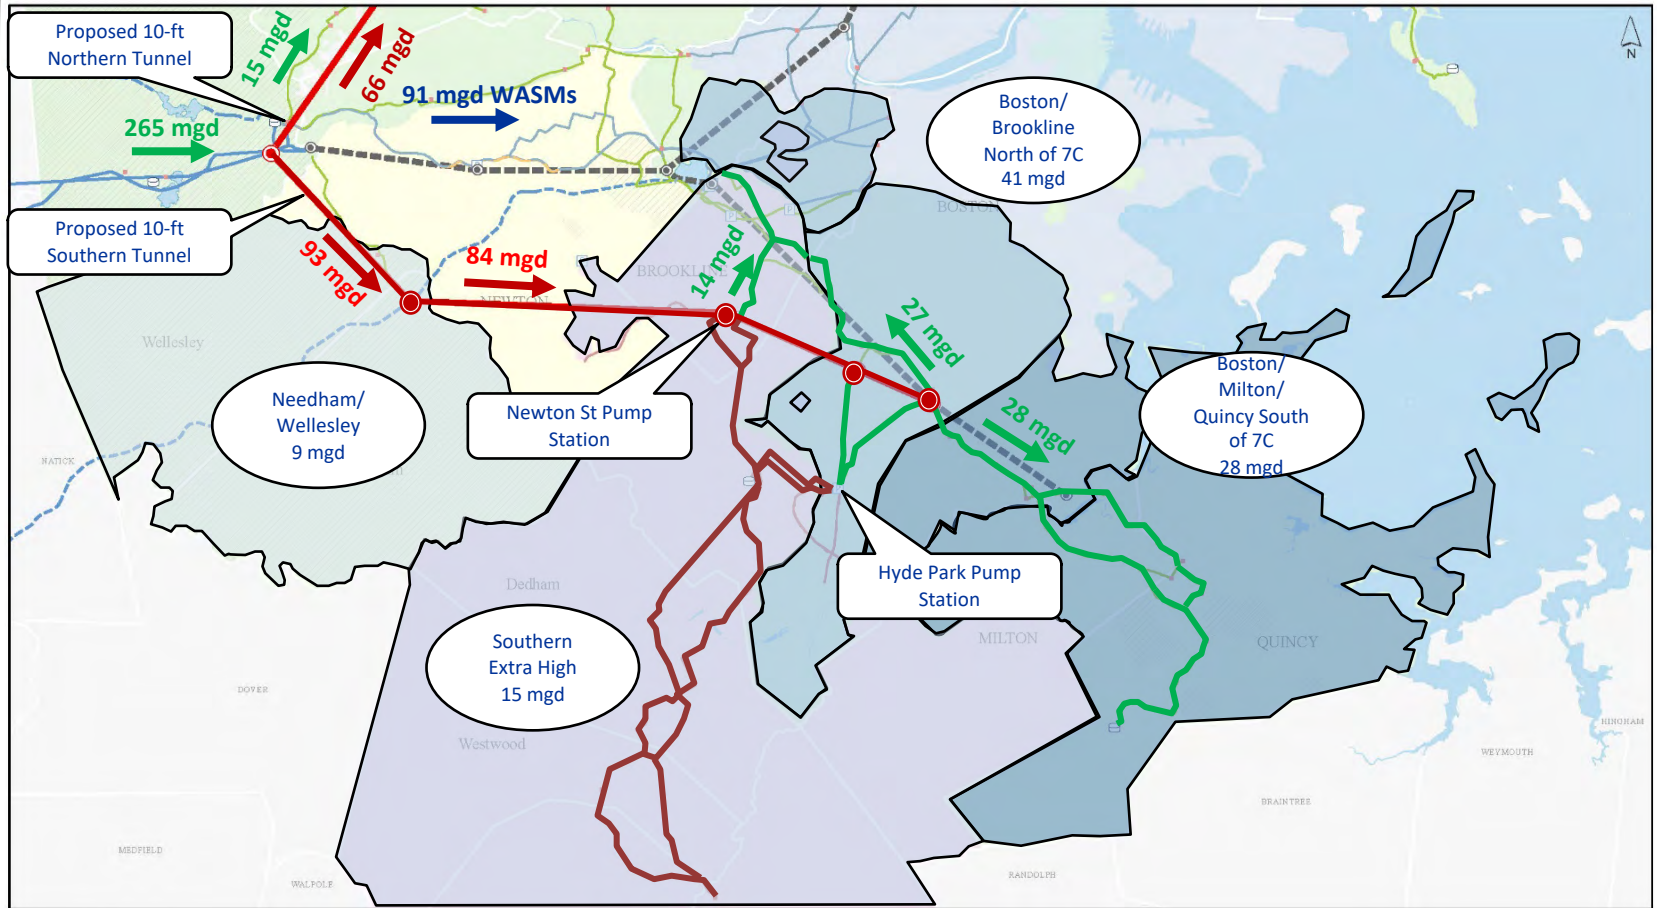 Proposed 10-ft
Northern Tunnel
15 mgd
66 mgd
91 mgd WASMs
265 mgd
Boston/
Brookline
North of 7C
41 mgd
N
BOSTON
Proposed 10-ft
Southern Tunnel
93 mgd
84 mgd
NEWTON
BROOKLINE
14 mgd
27 mgd
28 mgd
Wellesley
Needham/
Wellesley
9 mgd
Newton St Pump
Station
Boston/
Milton/
Quincy South
of 7C
28 mgd
NATICK
Hyde Park Pump
Station
Dedham
MILTON
QUINCY
Southern
Extra High
15 mgd
DOVER
Westwood
HINGHAM
WEYMOUTH
BRAINTREE
MEDFIELD
WALPOLE
RANDOLPH